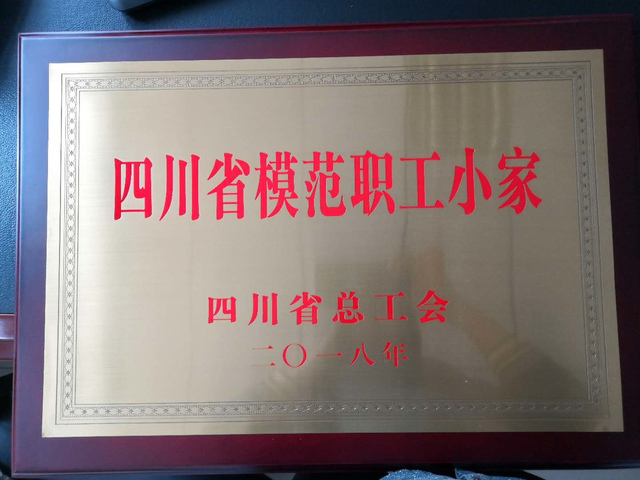 四川省模范职工小家
四川省总工会
二〇一八年